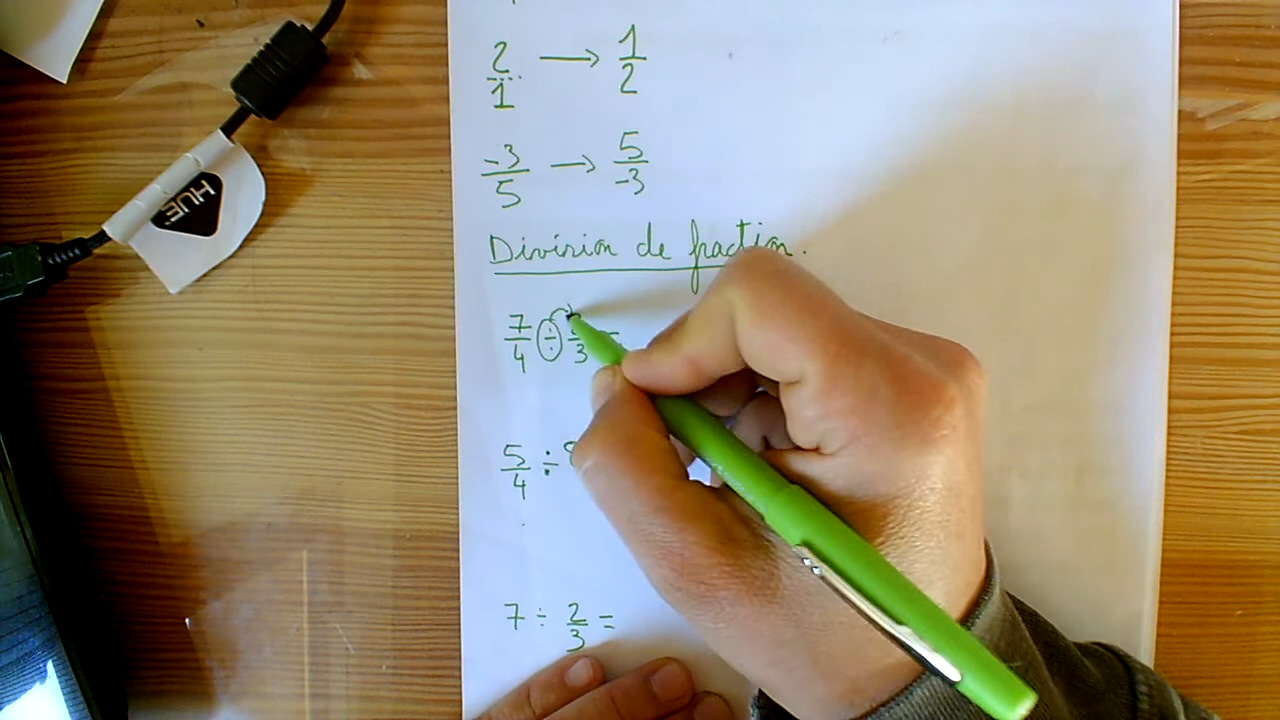 2/1 → 1/2
-3/5 → 5/-3
Division de fraction.
7/4 ÷ /3 =
5/4 ÷
7 ÷ 2/3 =
HUE